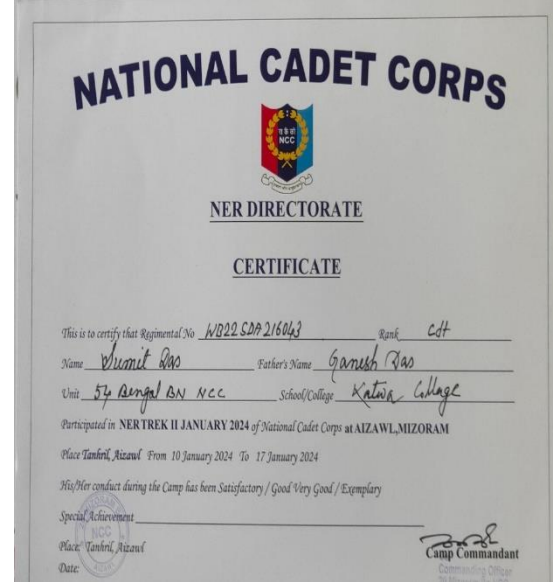 NATIONAL CADET CORPS
NCC
NER DIRECTORATE
CERTIFICATE
This is to certify that Regimental No WB22SDA216043 Rank Cdt
Name Sumit Das Father's Name Ganesh Das
Unit 54 Bengal BN NCC School/College Katwa College
Participated in NER TREK II JANUARY 2024 of National Cadet Corps at AIZAWL,MIZORAM
Place Tanhril, Aizawl From 10 January 2024 To 17 January 2024
His/Her conduct during the Camp has been Satisfactory / Good Very Good / Exemplary
Special Achievement
Place: Tanhril, Aizawl
Date:
MIZORAM
NCC
Camp Commandant
Commanding Officer